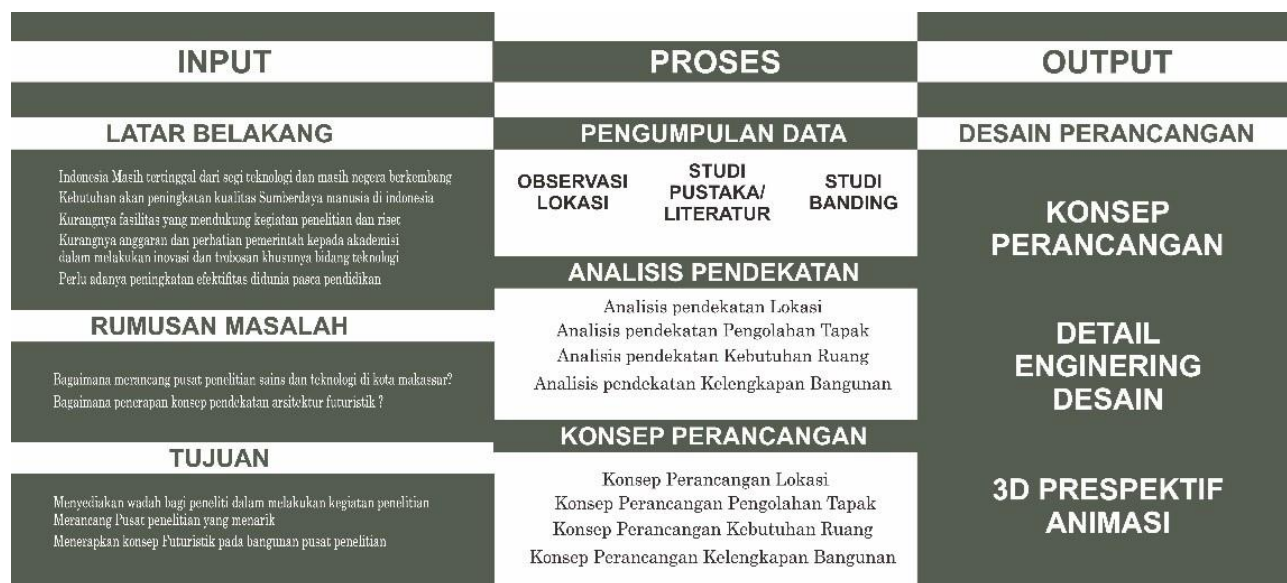 INPUT
LATAR BELAKANG
Indonesia Masih tertinggal dari segi teknologi dan masih negera berkembang
Kebutuhan akan peningkatan kualitas Sumberdaya manusia di indonesia
Kurangnya fasilitas yang mendukung kegiatan penelitian dan riset
Kurangnya anggaran dan perhatian pemerintah kepada akademisi
dalam melakukan inovasi dan trobosan khusunya bidang teknologi
Perlu adanya peningkatan efektifitas didunia pasca pendidikan
RUMUSAN MASALAH
Bagaimana merancang pusat penelitian sains dan teknologi di kota makassar?
Bagaimana penerapan konsep pendekatan arsitektur futuristik ?
TUJUAN
Menyediakan wadah bagi peneliti dalam melakukan kegiatan penelitian
Merancang Pusat penelitian yang menarik
Menerapkan konsep Futuristik pada bangunan pusat penelitian
PROSES
PENGUMPULAN DATA
OBSERVASI
LOKASI
STUDI
PUSTAKA/
LITERATUR
STUDI
BANDING
ANALISIS PENDEKATAN
Analisis pendekatan Lokasi
Analisis pendekatan Pengolahan Tapak
Analisis pendekatan Kebutuhan Ruang
Analisis pendekatan Kelengkapan Bangunan
KONSEP PERANCANGAN
Konsep Perancangan Lokasi
Konsep Perancangan Pengolahan Tapak
Konsep Perancangan Kebutuhan Ruang
Konsep Perancangan Kelengkapan Bangunan
OUTPUT
DESAIN PERANCANGAN
KONSEP
PERANCANGAN
DETAIL
ENGINERING
DESAIN
3D PRESPEKTIF
ANIMASI